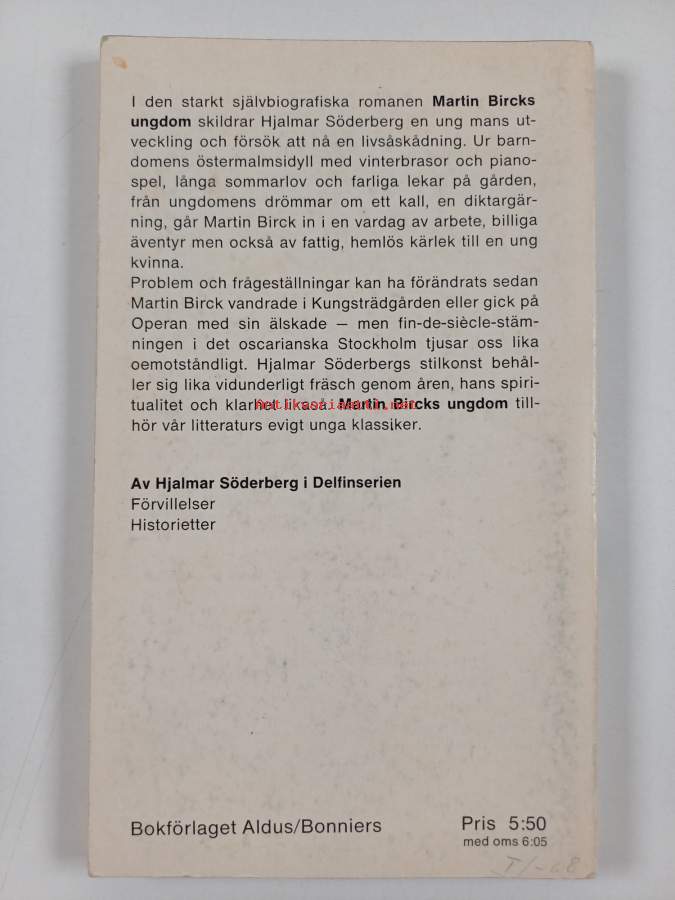 I den starkt självbiografiska romanen Martin Bircks
ungdom skildrar Hjalmar Söderberg en ung mans ut-
veckling och försök att nå en livsåskådning. Ur barn-
domens östermalmsidyll med vinterbrasor och piano-
spel, långa sommarlov och farliga lekar på gården,
från ungdomens drömmar om ett kall, en diktargär-
ning, går Martin Birck in i en vardag av arbete, billiga
äventyr men också av fattig, hemlös kärlek till en ung
kvinna.
Problem och frågeställningar kan ha förändrats sedan
Martin Birck vandrade i Kungsträdgården eller gick på
Operan med sin älskade – men fin-de-siècle-stäm-
ningen i det oscarianska Stockholm tjusar oss lika
oemotståndligt. Hjalmar Söderbergs stilkonst behål-
ler sig lika vidunderligt fräsch genom åren, hans spiri-
tualitet och klarhet likaså. Martin Bircks ungdom till-
hör vår litteraturs evigt unga klassiker.
Antikvariaatti.net
Av Hjalmar Söderberg i Delfinserien
Förvillelser
Historietter
Bokförlaget Aldus/Bonniers
Pris 5:50
med oms 6:05